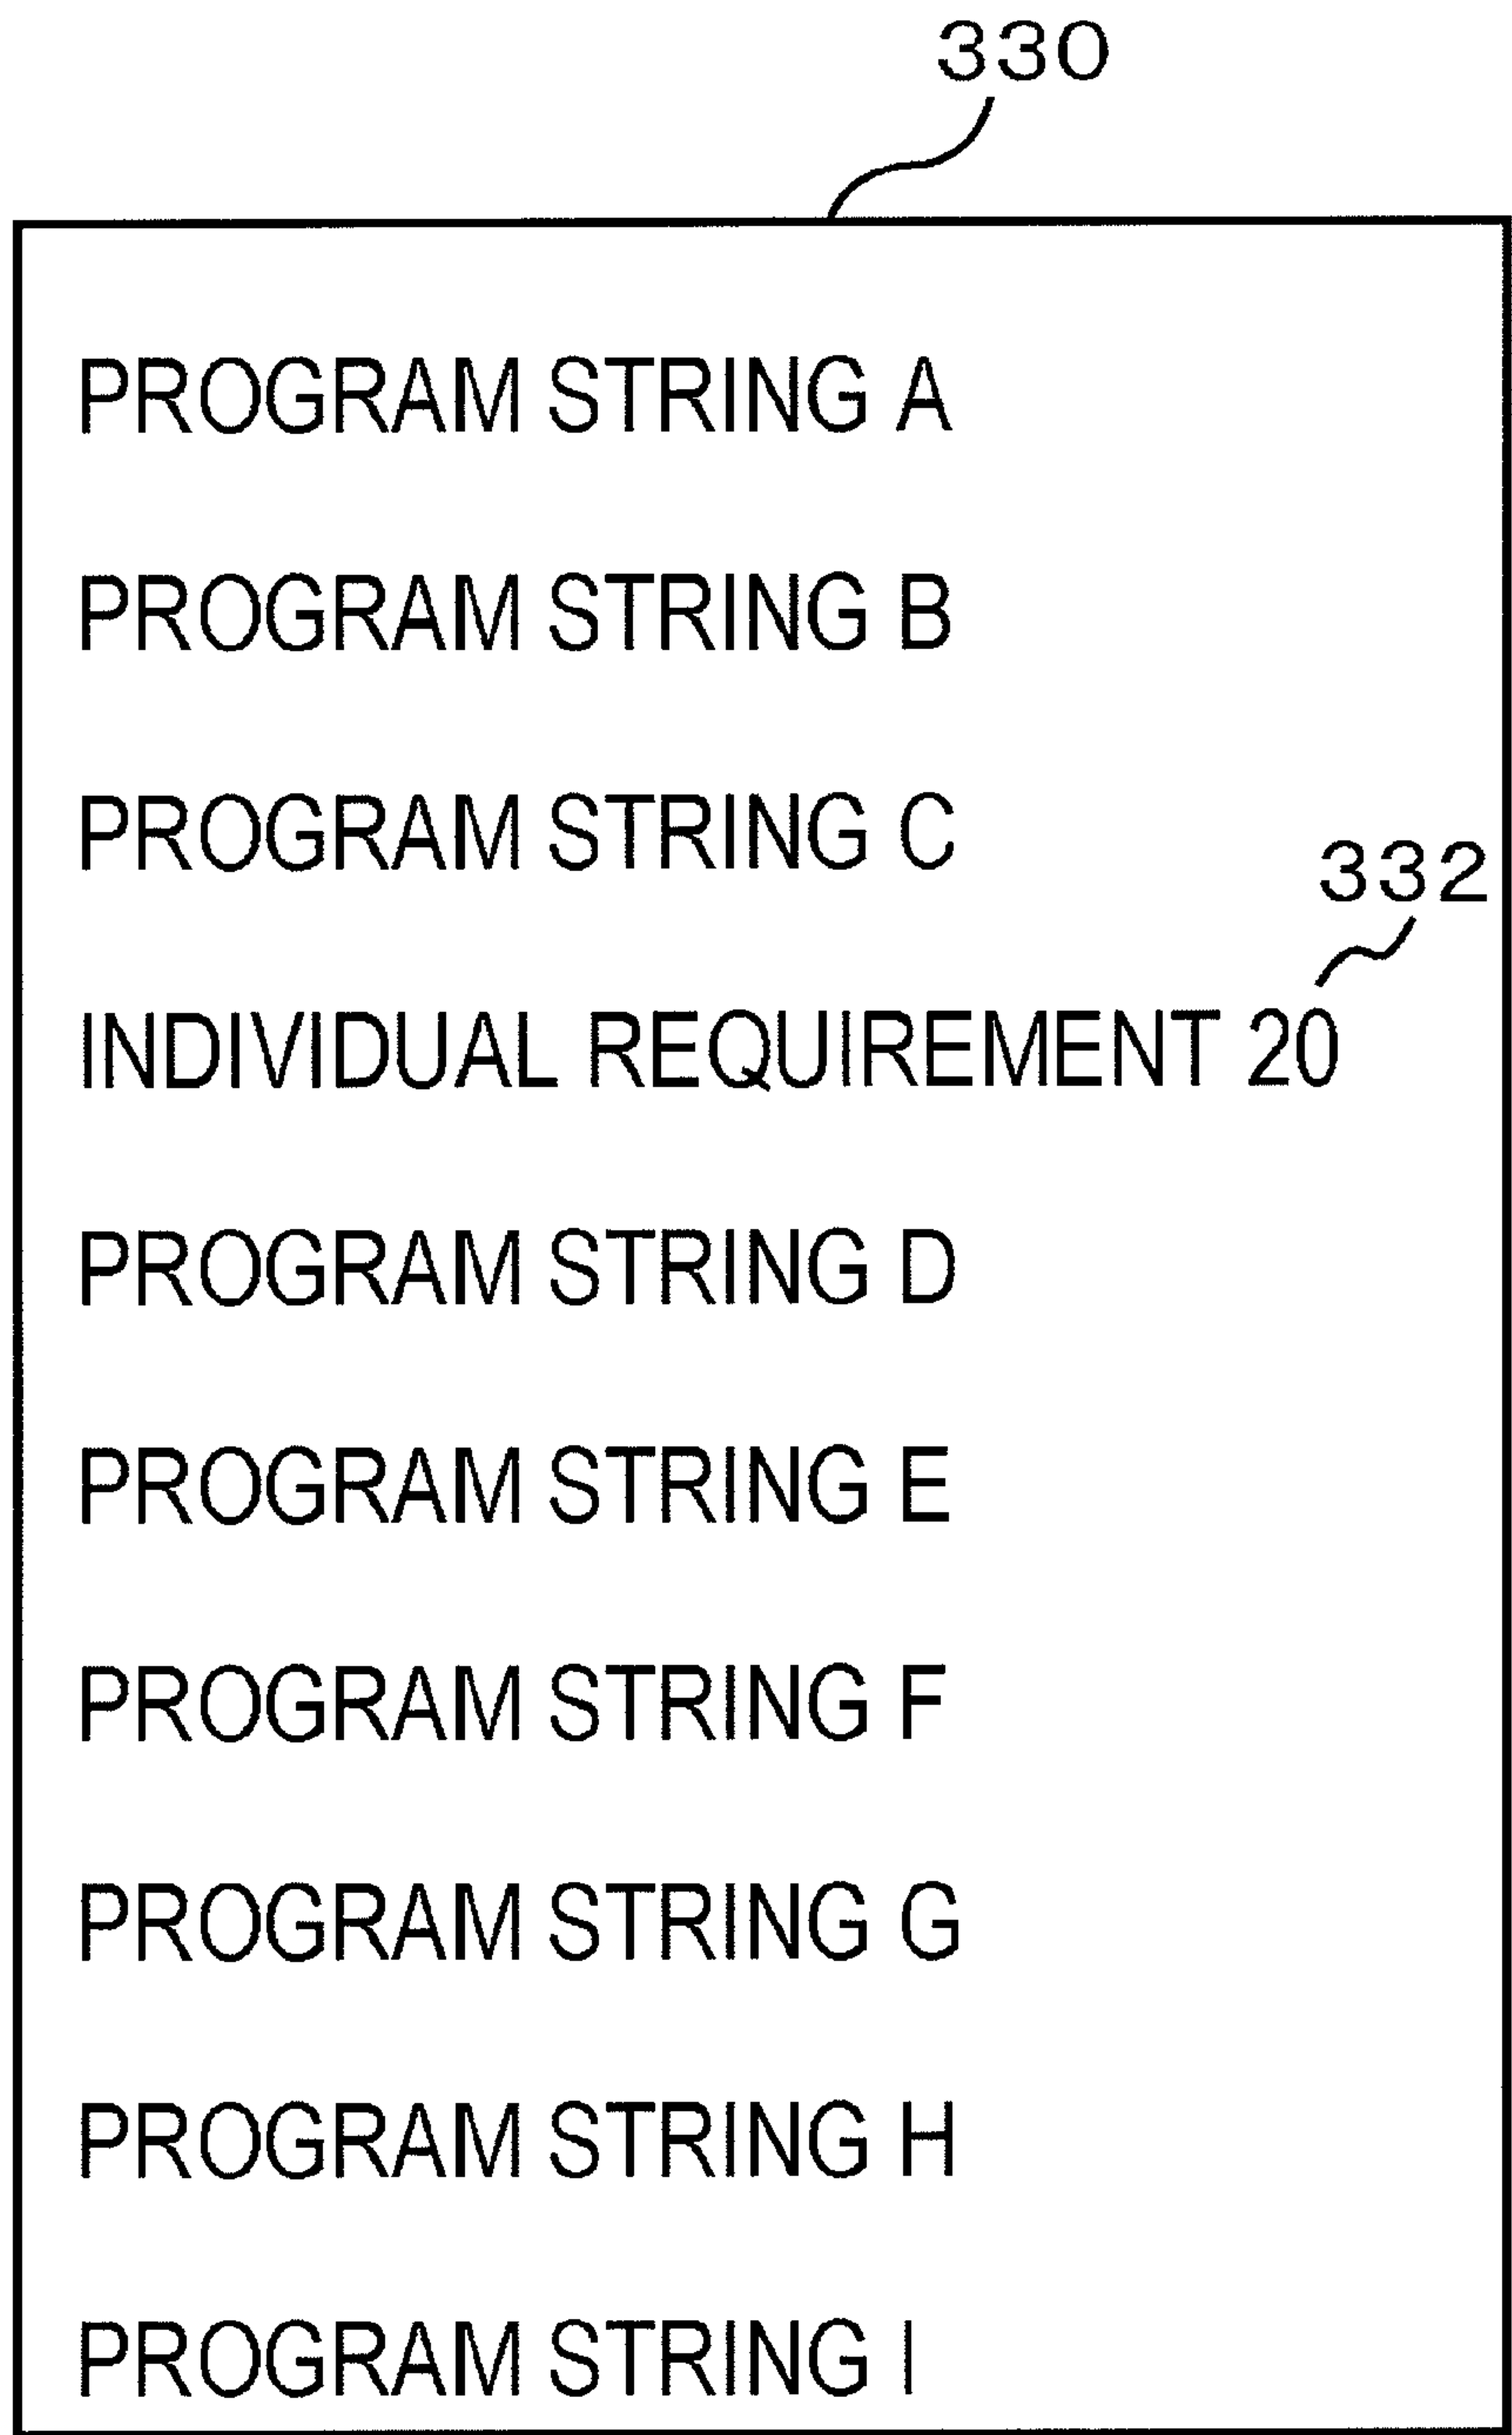 330
PROGRAM STRING A
PROGRAM STRING B
PROGRAM STRING C
332
INDIVIDUAL REQUIREMENT 20
PROGRAM STRING D
PROGRAM STRING E
PROGRAM STRING F
PROGRAM STRING G
PROGRAM STRING H
PROGRAM STRING I